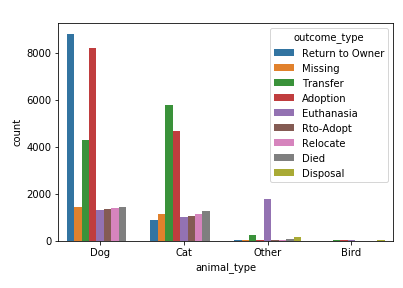 outcome_type
Return to Owner
Missing
Transfer
Adoption
Euthanasia
Rto-Adopt
Relocate
Died
Disposal
8000
6000
4000
2000
0
count
Dog Cat Other Bird
animal_type